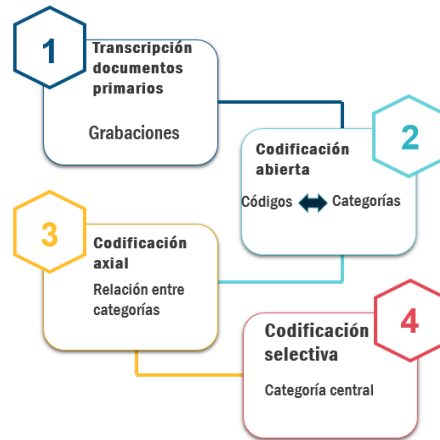 1
Transcripción
documentos
primarios
Grabaciones
2
Codificación
abierta
Códigos Categorías
3
Codificación
axial
Relación entre
categorías
4
Codificación
selectiva
Categoría central